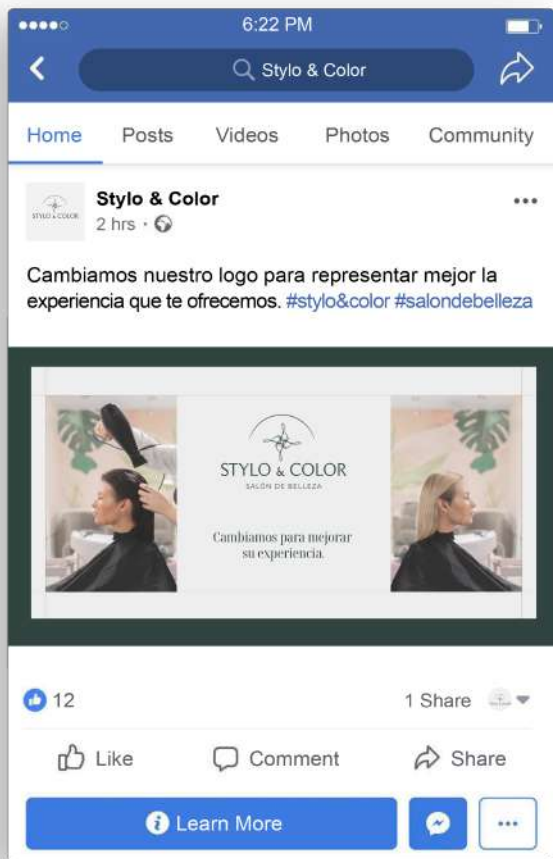 6:22 PM
Stylo & Color
Home Posts Videos Photos Community
STYLO & COLOR
Stylo & Color
2 hrs ·
Cambiamos nuestro logo para representar mejor la
experiencia que te ofrecemos. #stylo&color #salondebelleza
STYLO & COLOR
SALÓN DE BELLEZA
Cambiamos para mejorar
su experiencia.
12
1 Share
Like Comment Share
Learn More